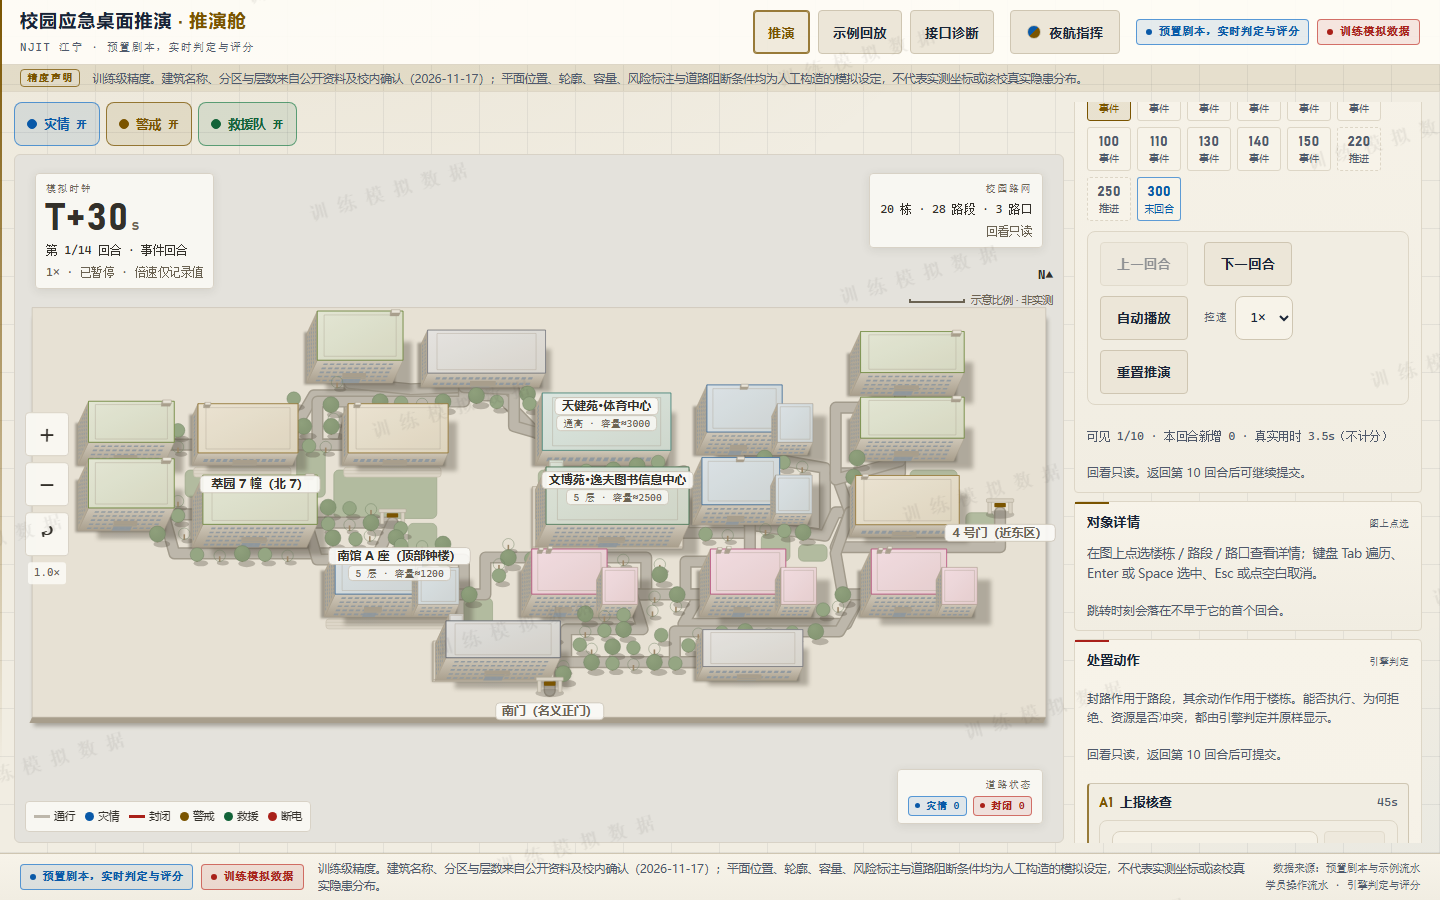 校园应急桌面推演 · 推演舱
NJIT 江宁 · 预置剧本，实时判定与评分
推演
示例回放
接口诊断
夜航指挥
预置剧本，实时判定与评分
训练模拟数据
精度声明
训练级精度。建筑名称、分区与层数来自公开资料及校内确认（2026-11-17）；平面位置、轮廓、容量、风险标注与道路阻断条件均为人工构造的模拟设定，不代表实测坐标或该校真实隐患分布。
灾情 开
警戒 开
救援队 开
模拟时钟
T+30s
第 1/14 回合 · 事件回合
1× · 已暂停 · 倍速仅记录值
校园路网
20 栋 · 28 路段 · 3 路口
回看只读
N▲
示意比例 · 非实测
+
−
1.0×
天健苑·体育中心
通高 · 容量≈3000
萃园 7 幢（北 7）
文博苑·逸夫图书信息中心
5 层 · 容量≈2500
4 号门（近东区）
南馆 A 座（顶部钟楼）
5 层 · 容量≈1200
南门（名义正门）
道路状态
灾情 0
封闭 0
通行
灾情
封闭
警戒
救援
断电
事件
事件
事件
事件
事件
事件
100
事件
110
事件
130
事件
140
事件
150
事件
220
推进
250
推进
300
末回合
上一回合
下一回合
自动播放
控速
1×
重置推演
可见 1/10 · 本回合新增 0 · 真实用时 3.5s（不计分）
回看只读。返回第 10 回合后可继续提交。
对象详情
图上点选
在图上点选楼栋 / 路段 / 路口查看详情；键盘 Tab 遍历、
Enter 或 Space 选中、Esc 或点空白取消。
跳转时刻会落在不早于它的首个回合。
处置动作
引擎判定
封路作用于路段，其余动作作用于楼栋。能否执行、为何拒
绝、资源是否冲突，都由引擎判定并原样显示。
回看只读，返回第 10 回合后可提交。
A1 上报核查
45s
预置剧本，实时判定与评分
训练模拟数据
训练级精度。建筑名称、分区与层数来自公开资料及校内确认（2026-11-17）；平面位置、轮廓、容量、风险标注与道路阻断条件均为人工构造的模拟设定，不代表实测坐标或该校真
实隐患分布。
数据来源：预置剧本与示例流水
学员操作流水 · 引擎判定与评分
训练模拟数据